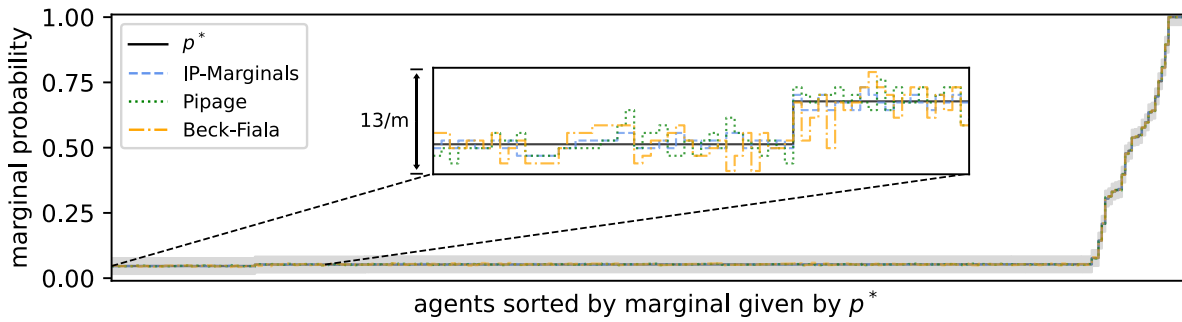 marginal probability
1.00
0.75
0.50
0.25
0.00
p*
IP-Marginals
Pipage
Beck-Fiala
13/m
agents sorted by marginal given by p*